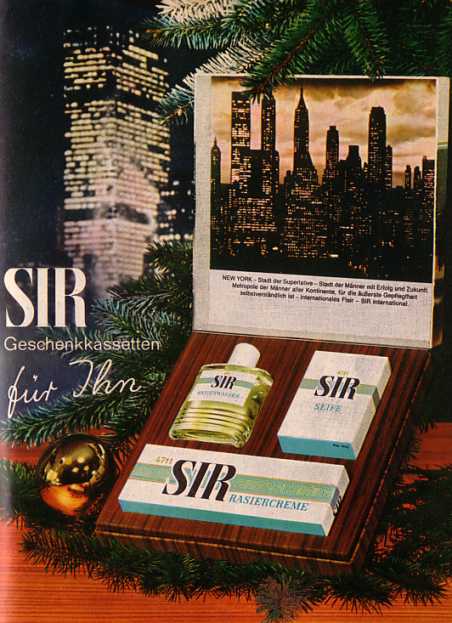 NEW YORK – Stadt der Superlative – Stadt der Männer mit Erfolg und Zukunft.
Metropole der Männer aller Kontinente, für die äußerste Gepflegtheit
selbstverständlich ist – internationales Flair – SIR international.
SIR
Geschenkkassetten
für Ihn
SIR
RASIERWASSER
4711
SIR
SEIFE
4711
SIR
RASIERCREME